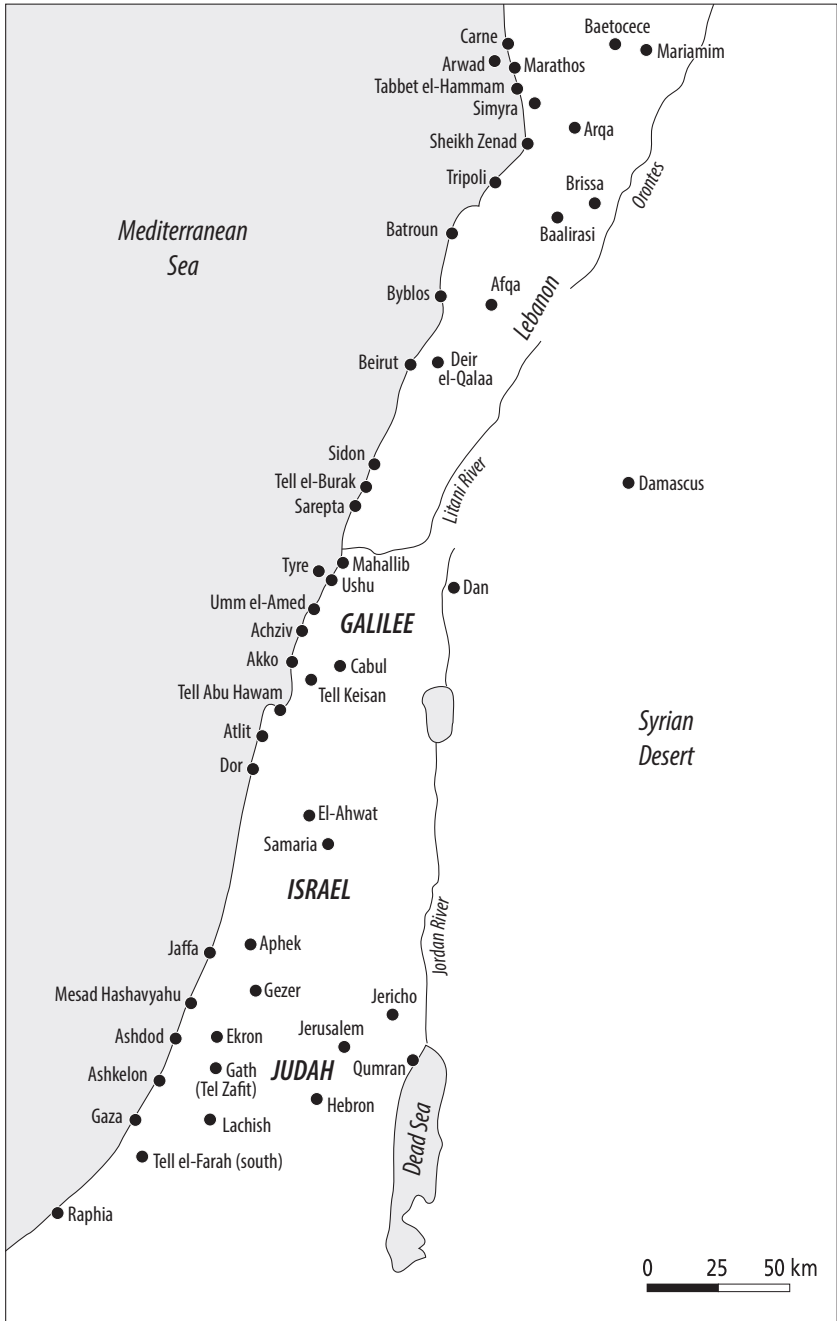 Carne
Baetocece
Mariamim
Arwad
Marathos
Tabbet el-Hammam
Simyra
Arqa
Sheikh Zenad
Tripoli
Brissa
Orontes
Baalirasi
Mediterranean
Sea
Batroun
Byblos
Afqa
Lebanon
Beirut
Deir
el-Qalaa
Sidon
Tell el-Burak
Litani River
Damascus
Sarepta
Mahallib
Tyre
Ushu
Dan
Umm el-Amed
GALILEE
Achziv
Akko
Cabul
Tell Keisan
Tell Abu Hawam
Atlit
Syrian
Desert
Dor
El-Ahwat
Samaria
ISRAEL
Jordan River
Jaffa
Aphek
Gezer
Mesad Hashavyahu
Jericho
Ashdod
Ekron
Jerusalem
Gath
(Tel Zafit)
JUDAH
Qumran
Ashkelon
Hebron
Gaza
Lachish
Dead Sea
Tell el-Farah (south)
Raphia
0 25 50 km